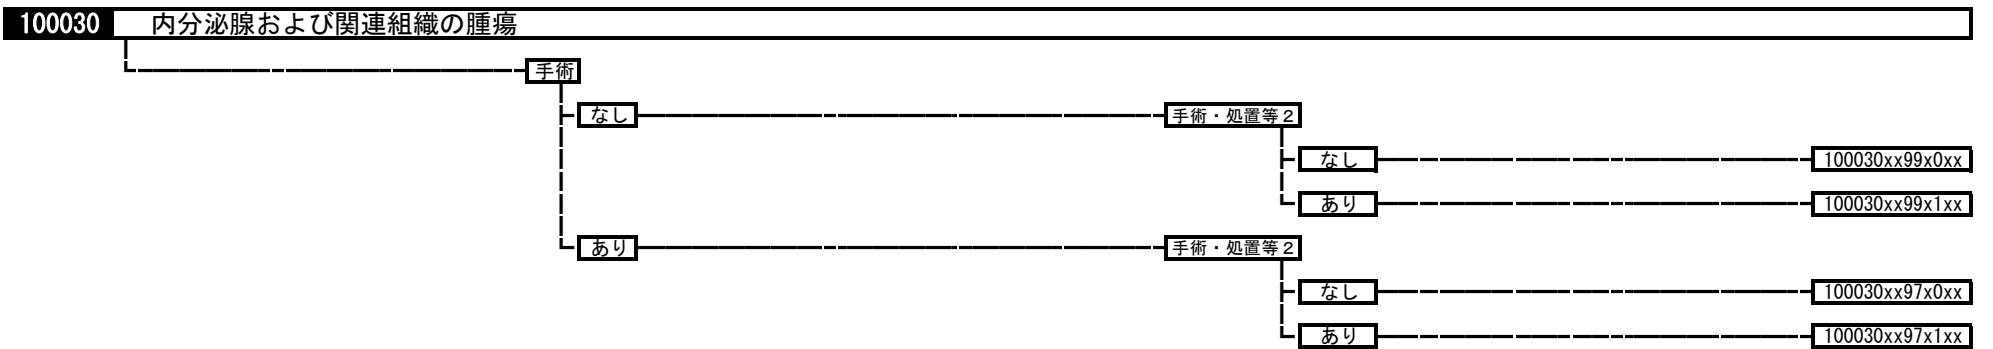 100030 内分泌腺および関連組織の腫瘍
手術
なし 手術・処置等２
なし 100030xx99x0xx
あり 100030xx99x1xx
あり 手術・処置等２
なし 100030xx97x0xx
あり 100030xx97x1xx